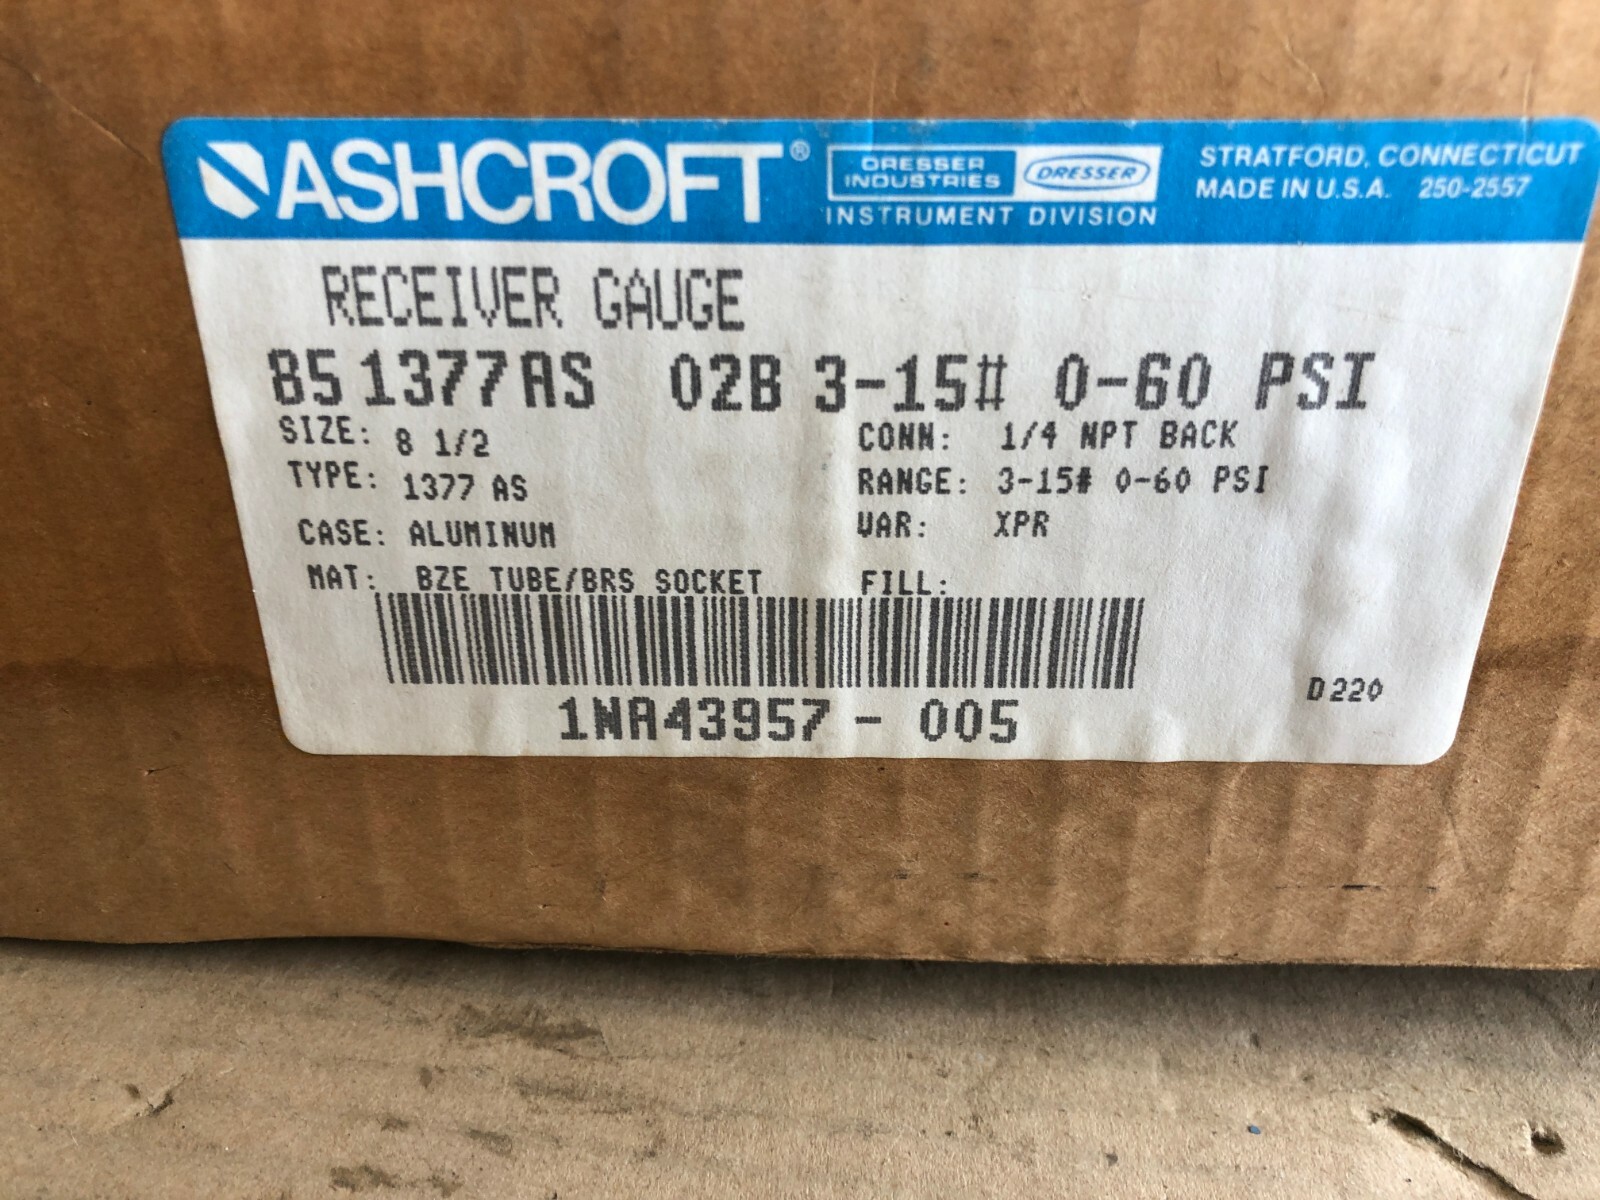 ASHCROFT®
DRESSER INDUSTRIES
DRESSER
INSTRUMENT DIVISION
STRATFORD, CONNECTICUT
MADE IN U.S.A. 250-2557
RECEIVER GAUGE
85 1377AS 02B 3-15# 0-60 PSI
SIZE: 8 1/2
CONN: 1/4 NPT BACK
TYPE: 1377 AS
RANGE: 3-15# 0-60 PSI
CASE: ALUMINUM
VAR: XPR
MAT: BZE TUBE/BRS SOCKET
FILL:
1NA43957 - 005
D220